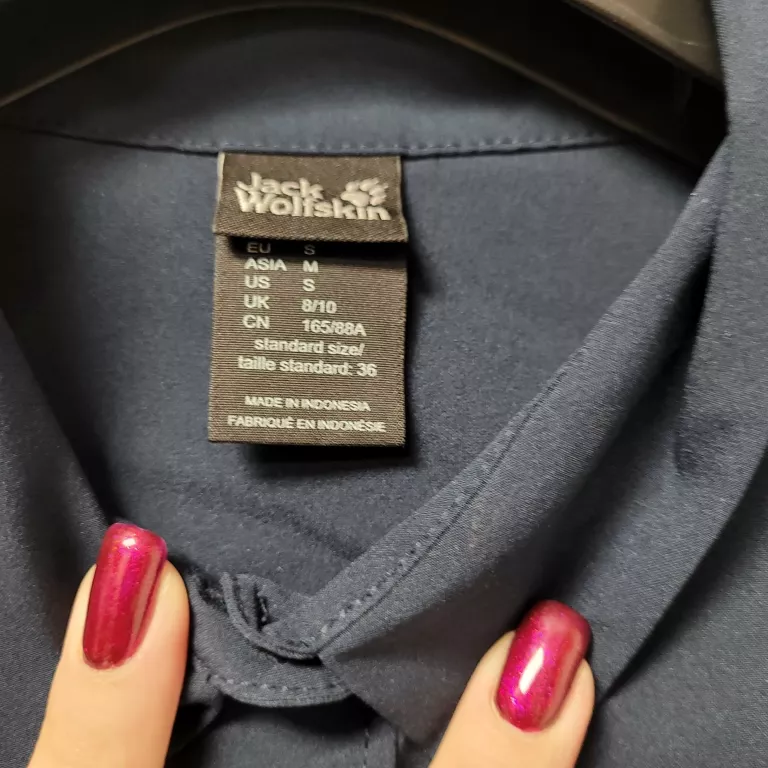 Jack
Wolfskin
EU S
ASIA M
US S
UK 8/10
CN 165/88A
standard size/
taille standard: 36
MADE IN INDONESIA
FABRIQUÉ EN INDONÉSIE